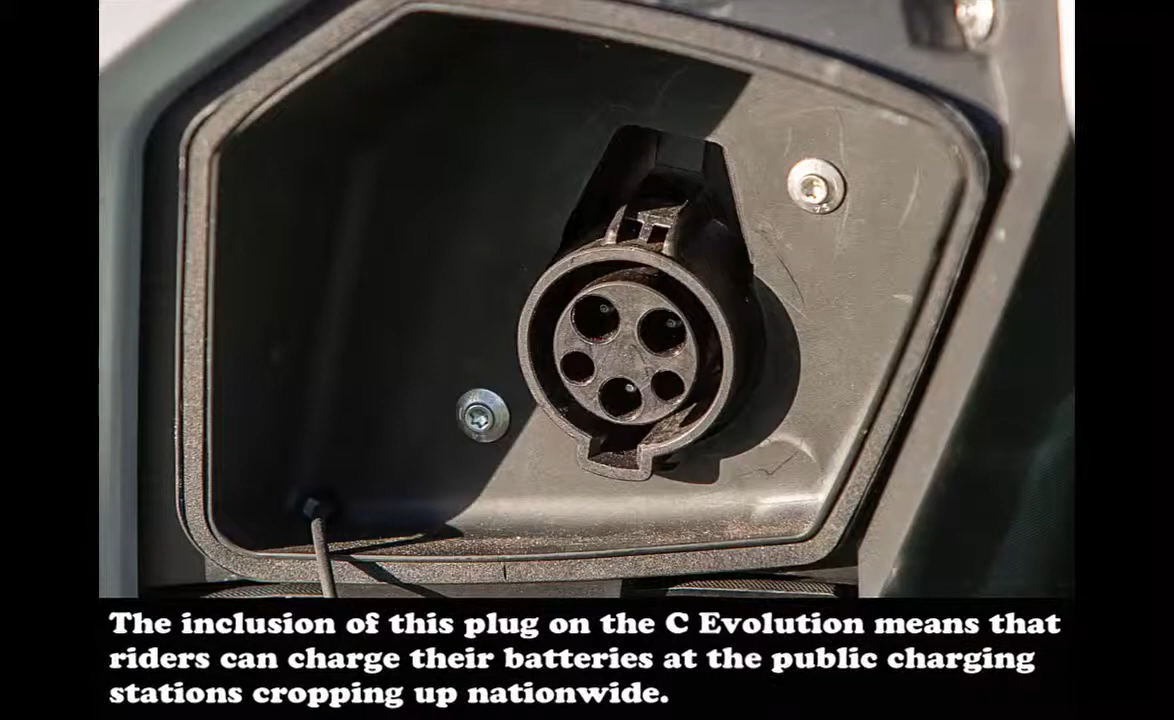 The inclusion of this plug on the C Evolution means that
riders can charge their batteries at the public charging
stations cropping up nationwide.